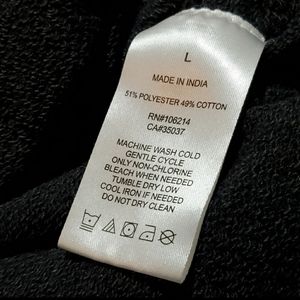 L
MADE IN INDIA
51% POLYESTER 49% COTTON
RN#106214
CA#35037
MACHINE WASH COLD
GENTLE CYCLE
ONLY NON-CHLORINE
BLEACH WHEN NEEDED
TUMBLE DRY LOW
COOL IRON IF NEEDED
DO NOT DRY CLEAN